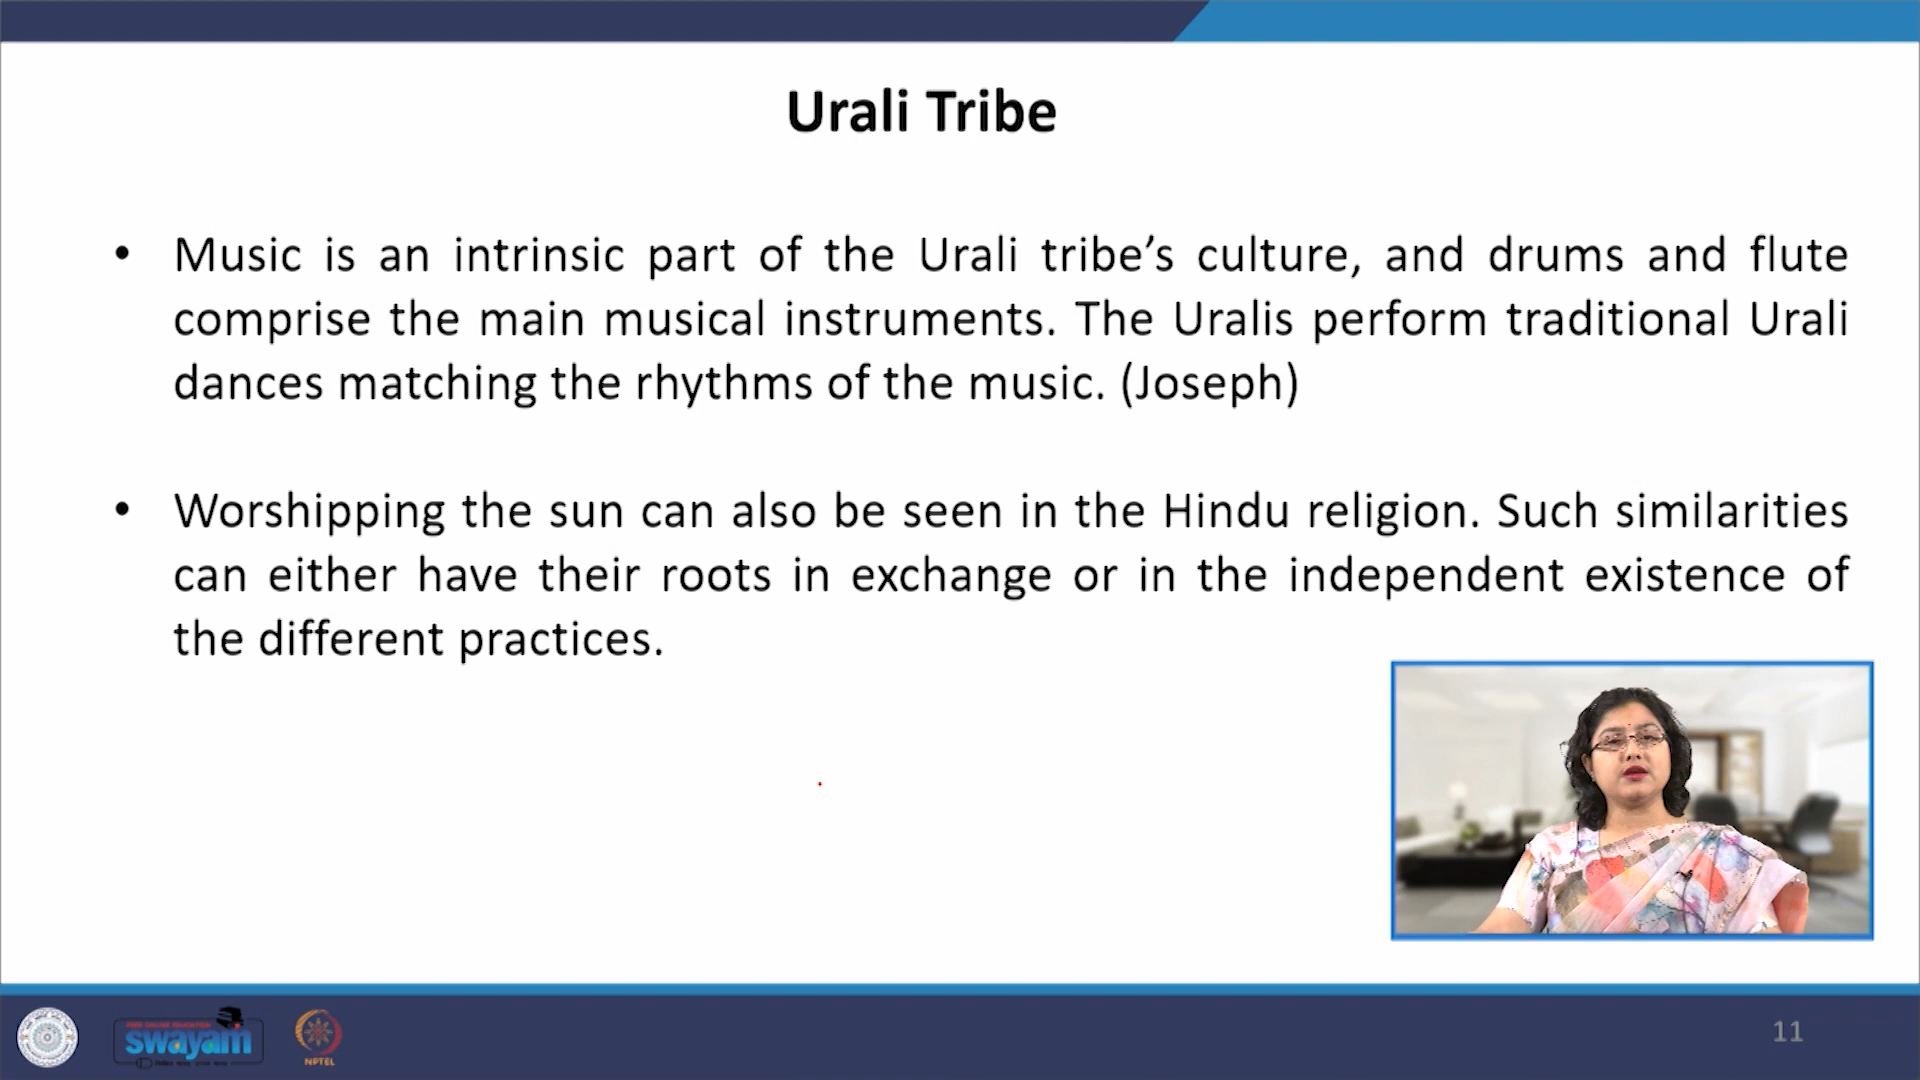 Urali Tribe
• Music is an intrinsic part of the Urali tribe’s culture, and drums and flute
comprise the main musical instruments. The Uralis perform traditional Urali
dances matching the rhythms of the music. (Joseph)
• Worshipping the sun can also be seen in the Hindu religion. Such similarities
can either have their roots in exchange or in the independent existence of
the different practices.
FREE ONLINE EDUCATION
swayam
NPTEL
11